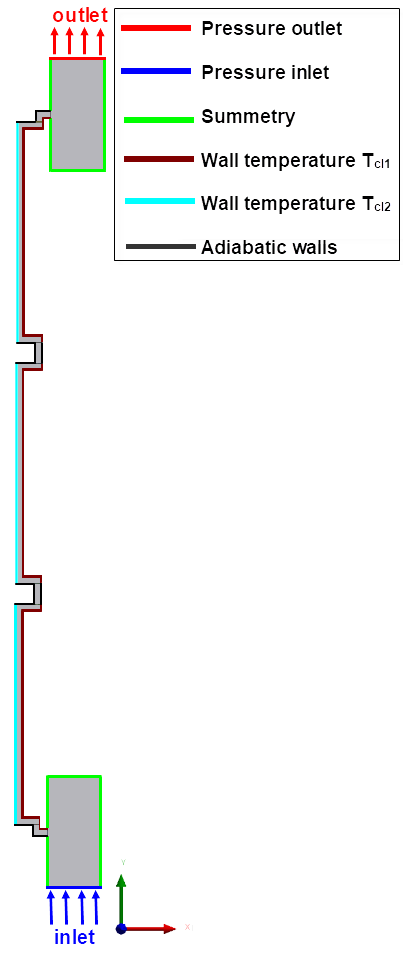 outlet
Pressure outlet
Pressure inlet
Summetry
Wall temperature Tcl1
Wall temperature Tcl2
Adiabatic walls
Y
X
inlet